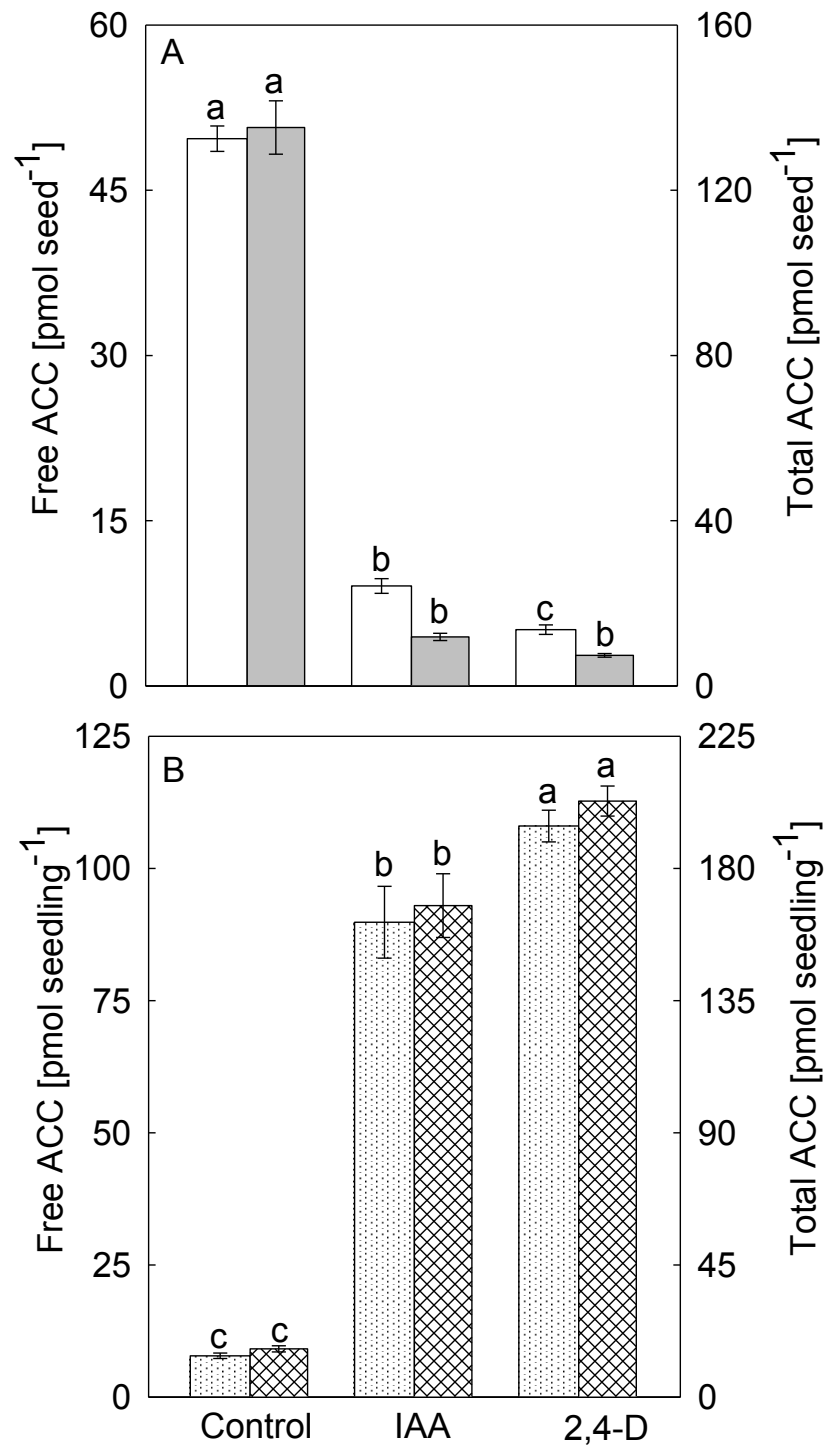 60
160
A
a
a
45
120
Free ACC [pmol seed-1]
Total ACC [pmol seed-1]
30
80
15
40
b
b
c
b
0
0
125
225
B
a
a
b
b
100
180
Free ACC [pmol seedling-1]
Total ACC [pmol seedling-1]
75
135
50
90
25
45
c
c
0
0
Control
IAA
2,4-D